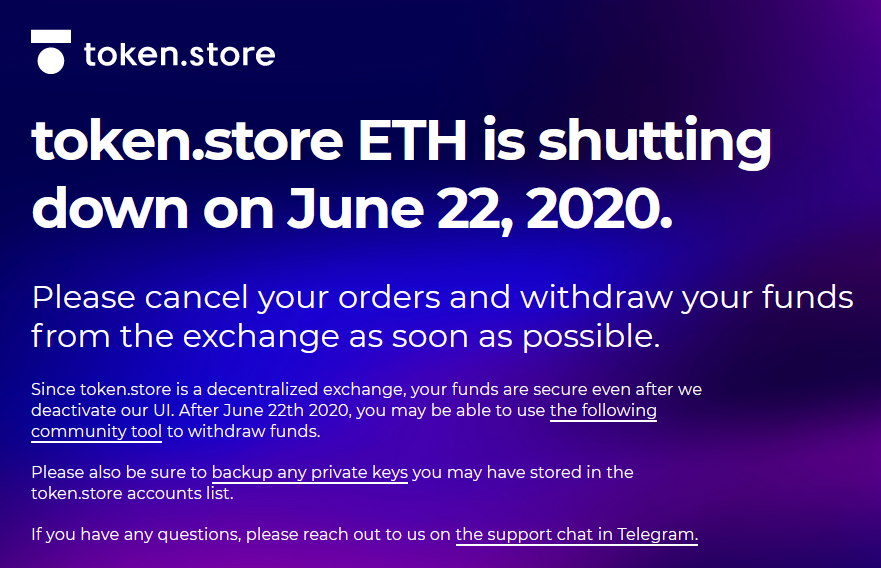 token.store
token.store ETH is shutting
down on June 22, 2020.
Please cancel your orders and withdraw your funds
from the exchange as soon as possible.
Since token.store is a decentralized exchange, your funds are secure even after we
deactivate our UI. After June 22th 2020, you may be able to use the following
community tool to withdraw funds.
Please also be sure to backup any private keys you may have stored in the
token.store accounts list.
If you have any questions, please reach out to us on the support chat in Telegram.